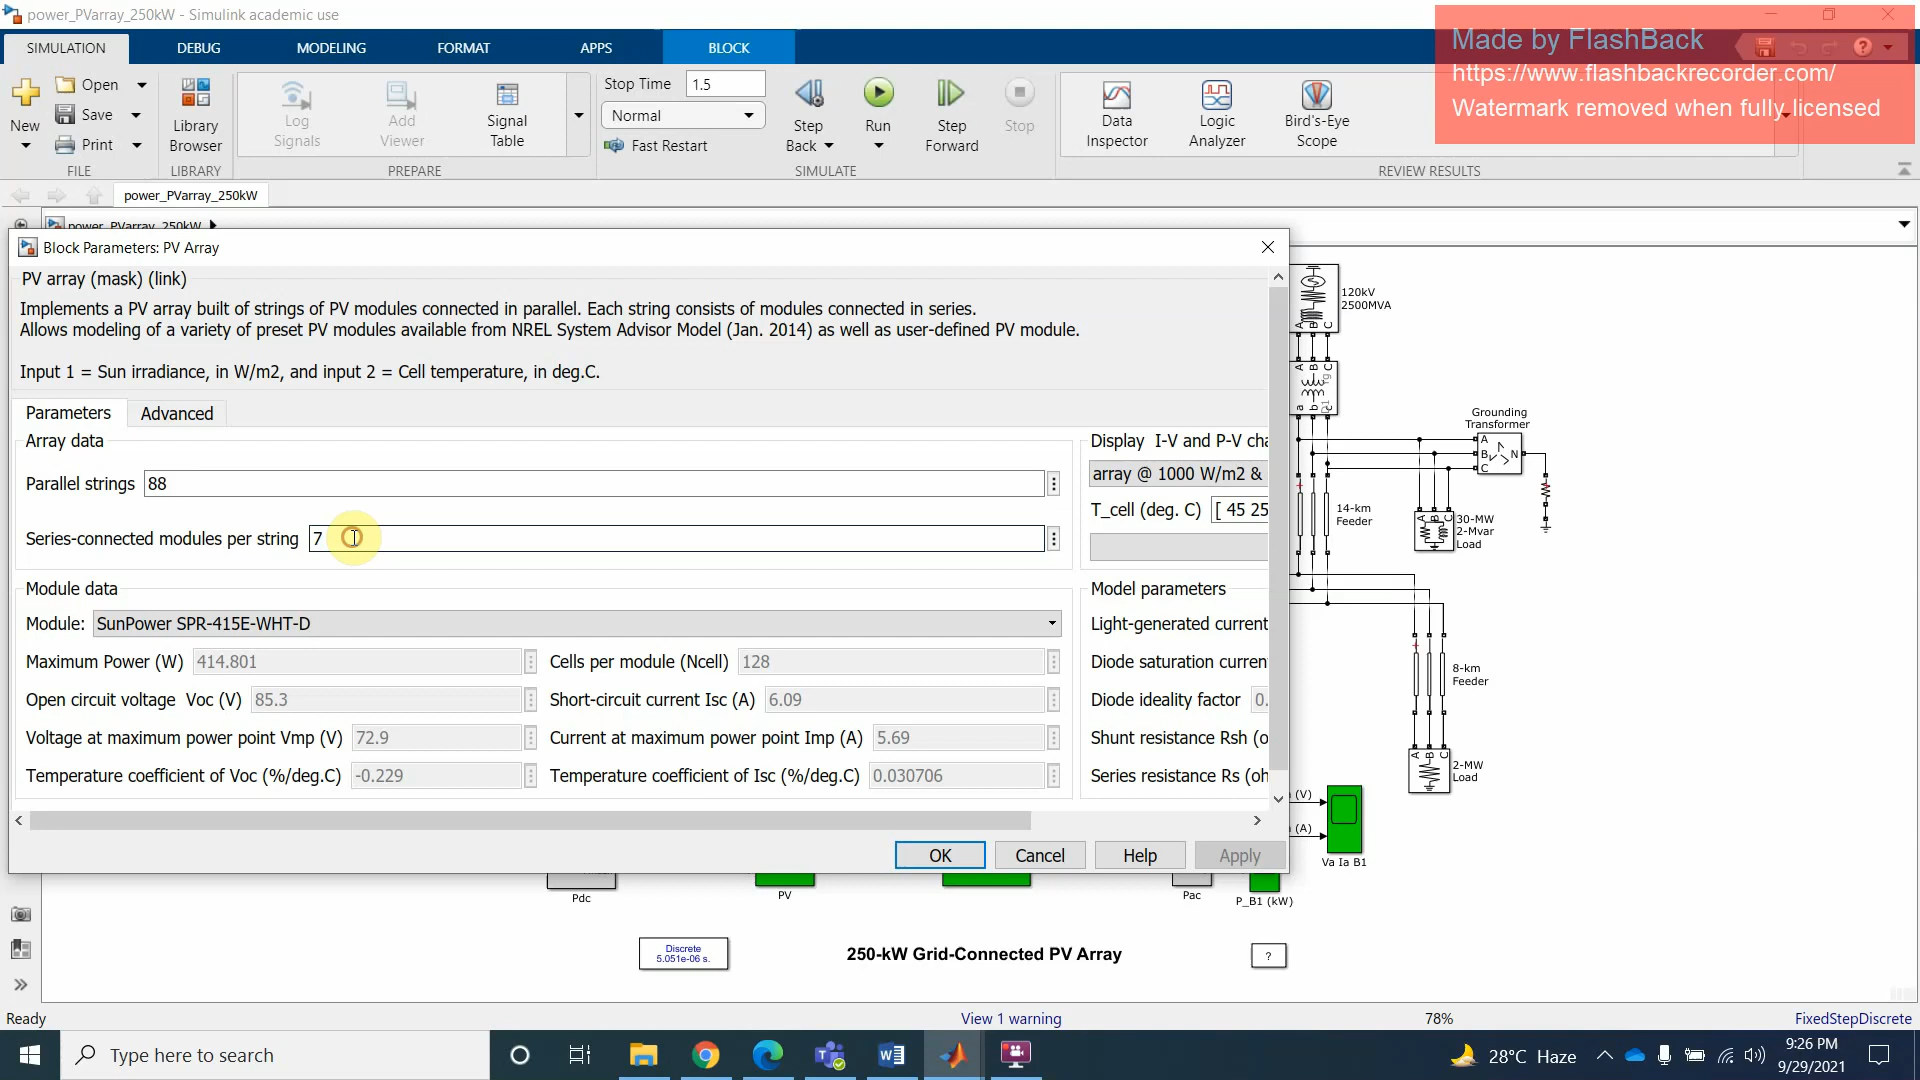 power_PVarray_250kW - Simulink academic use
Made by FlashBack
https://www.flashbackrecorder.com/
Watermark removed when fully licensed
SIMULATION
DEBUG
MODELING
FORMAT
APPS
BLOCK
New
Open
Save
Print
FILE
Library
Browser
LIBRARY
Log
Signals
Add
Viewer
Signal
Table
PREPARE
Stop Time 1.5
Normal
Fast Restart
Step
Back
Run
Step
Forward
Stop
SIMULATE
Data
Inspector
Logic
Analyzer
Bird's-Eye
Scope
REVIEW RESULTS
power_PVarray_250kW
power_PVarray_250kW
Block Parameters: PV Array
PV array (mask) (link)
Implements a PV array built of strings of PV modules connected in parallel. Each string consists of modules connected in series.
Allows modeling of a variety of preset PV modules available from NREL System Advisor Model (Jan. 2014) as well as user-defined PV module.
Input 1 = Sun irradiance, in W/m2, and input 2 = Cell temperature, in deg.C.
Parameters
Advanced
Array data
Parallel strings 88
Series-connected modules per string 7
Display I-V and P-V cha
array @ 1000 W/m2 &
T_cell (deg. C) [ 45 25
Module data
Module: SunPower SPR-415E-WHT-D
Maximum Power (W) 414.801
Cells per module (Ncell) 128
Open circuit voltage Voc (V) 85.3
Short-circuit current Isc (A) 6.09
Voltage at maximum power point Vmp (V) 72.9
Current at maximum power point Imp (A) 5.69
Temperature coefficient of Voc (%/deg.C) -0.229
Temperature coefficient of Isc (%/deg.C) 0.030706
Model parameters
Light-generated current
Diode saturation curren
Diode ideality factor 0.
Shunt resistance Rsh (o
Series resistance Rs (oh
OK
Cancel
Help
Apply
120kV
2500MVA
A B C
A B C
a b c
Grounding
Transformer
A
B
C
N
14-km
Feeder
A B C
30-MW
2-Mvar
Load
8-km
Feeder
A B C
2-MW
Load
(V)
(A)
Va Ia B1
Pdc
PV
Pac
P_B1 (kW)
Discrete
5.051e-06 s.
250-kW Grid-Connected PV Array
?
Ready
View 1 warning
78%
FixedStepDiscrete
Type here to search
28°C Haze
9:26 PM
9/29/2021